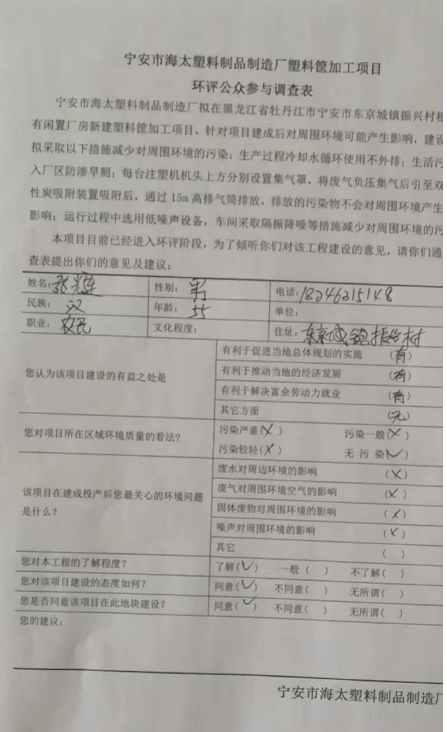 宁安市海太塑料制品制造厂塑料筐加工项目
环评公众参与调查表
宁安市海太塑料制品制造厂拟在黑龙江省牡丹江市宁安市东京城镇振兴村
有闲置厂房新建塑料筐加工项目，针对项目建成后对周围环境可能产生影响，建设
拟采取以下措施减少对周围环境的污染：生产过程冷却水循环使用不外排；生活污
入厂区防渗旱厕；每台注塑机机头上方分别设置集气罩，将废气负压集气后引至双
性炭吸附装置吸附后，通过15m高排气筒排放，排放的污染物不会对周围环境产生
影响；运行过程中选用低噪声设备，车间采取隔振降噪等措施减少对周围环境的污
本项目目前已经进入环评阶段，为了倾听你们对该工程建设的意见，请你们通
查表提出你们的意见及建议：
姓名： 性别：男 电话：18246215148
民族：汉 年龄：55 单位：
职业：农民 文化程度： 住址：东京城镇振兴村
您认为该项目建设的有益之处是
有利于促进当地总体规划的实施 （有）
有利于推动当地的经济发展 （有）
有利于解决富余劳动力就业 （有）
其它方面 （无）
您对项目所在区域环境质量的看法？
污染严重（×） 污染一般（×）
污染较轻（×） 无污染（√）
该项目在建成投产后您最关心的环境问题
是什么？
废水对周边环境的影响 （×）
废气对周围环境空气的影响 （×）
固体废物对周围环境的影响 （×）
噪声对周围环境的影响 （×）
其它 （ ）
您对本工程的了解程度？ 了解（√） 一般（ ） 不了解（ ）
您对该项目建设的态度如何？ 同意（√） 不同意（ ） 无所谓（ ）
您是否同意该项目在此地块建设？ 同意（√） 不同意（ ） 无所谓（ ）
您的建议：
宁安市海太塑料制品制造厂